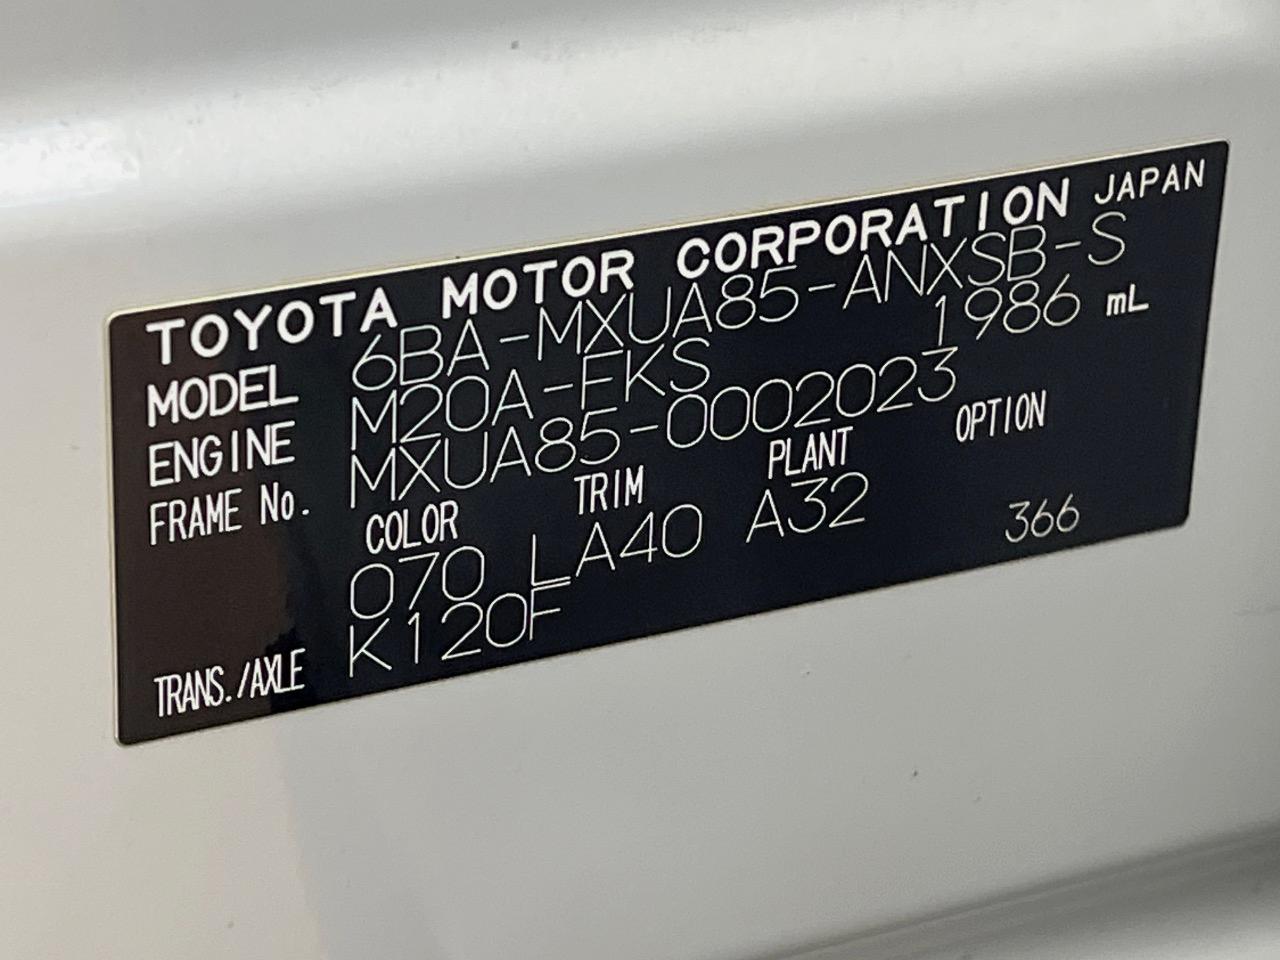 TOYOTA MOTOR CORPORATION JAPAN
MODEL 6BA-MXUA85-ANXSB-S
ENGINE M20A-FKS 1986 mL
FRAME No. MXUA85-0002023
COLOR TRIM PLANT OPTION
070 LA40 A32 366
TRANS./AXLE K120F